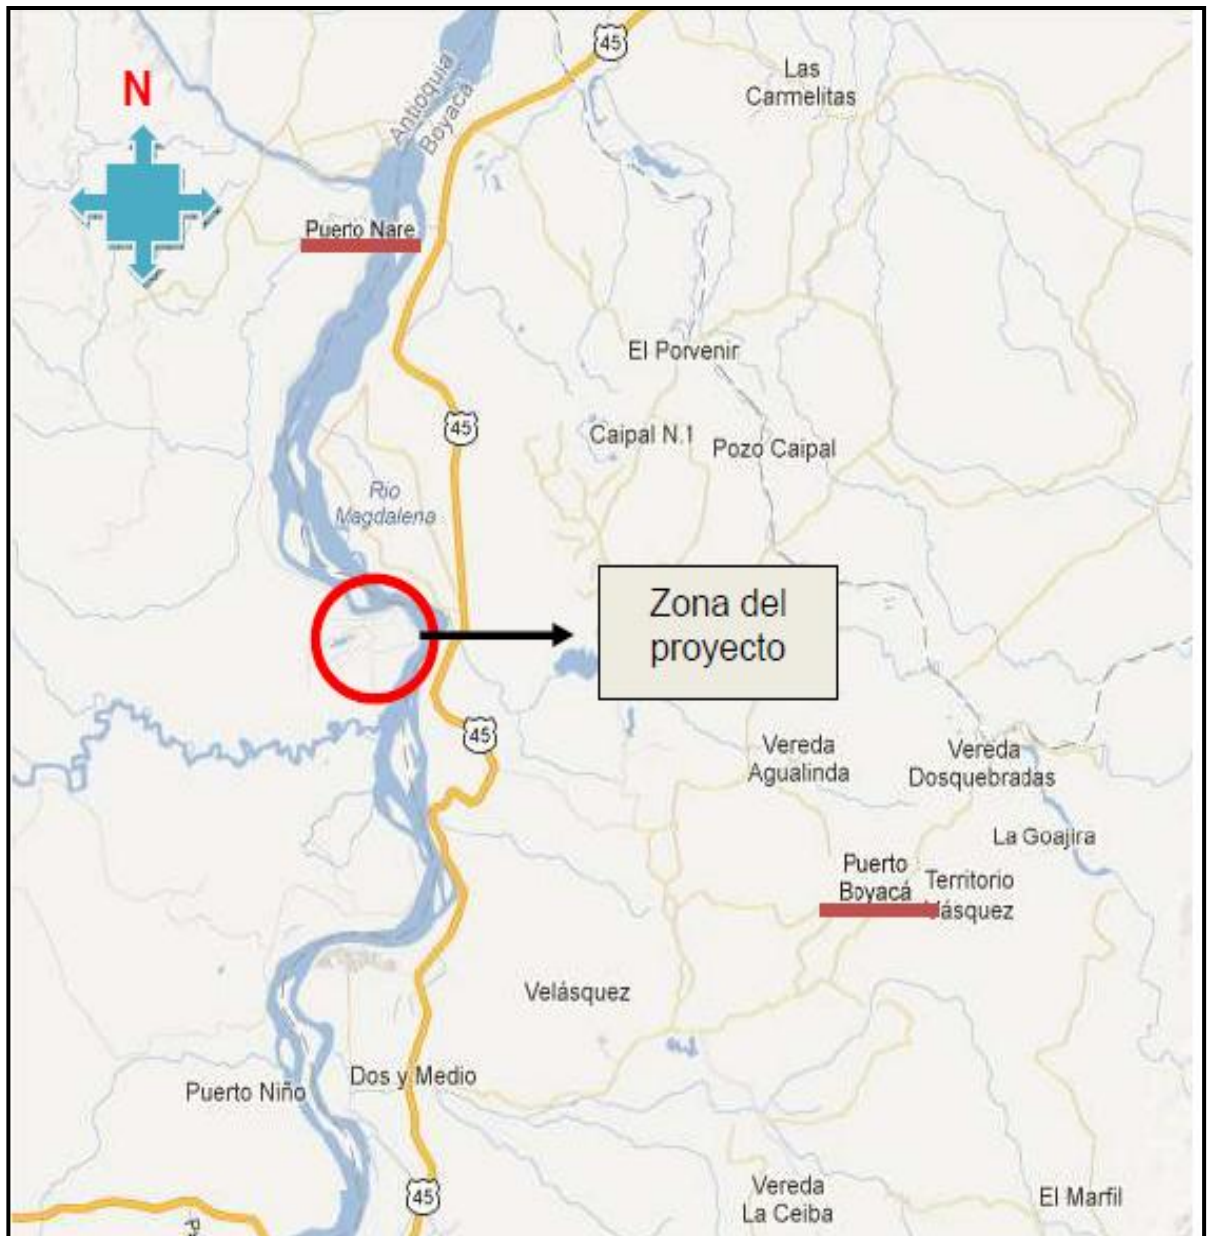 N
45
Las
Carmelitas
Antioquia
Boyacá
Puerto Nare
El Porvenir
45
Caipal N.1
Pozo Caipal
Rio
Magdalena
Zona del
proyecto
45
Vereda
Agualinda
Vereda
Dosquebradas
La Goajira
Puerto
Boyacá
Territorio
Vásquez
Velásquez
Dos y Medio
Puerto Niño
45
Vereda
La Ceiba
El Marfil